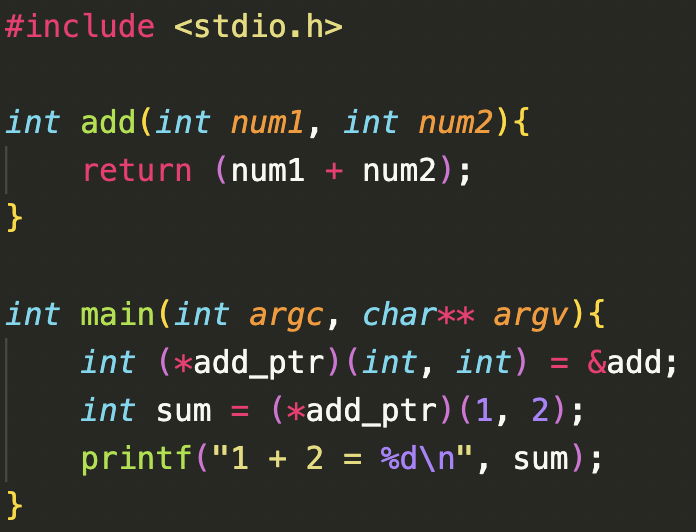 #include <stdio.h>

int add(int num1, int num2){
    return (num1 + num2);
}

int main(int argc, char** argv){
    int (*add_ptr)(int, int) = &add;
    int sum = (*add_ptr)(1, 2);
    printf("1 + 2 = %d\n", sum);
}